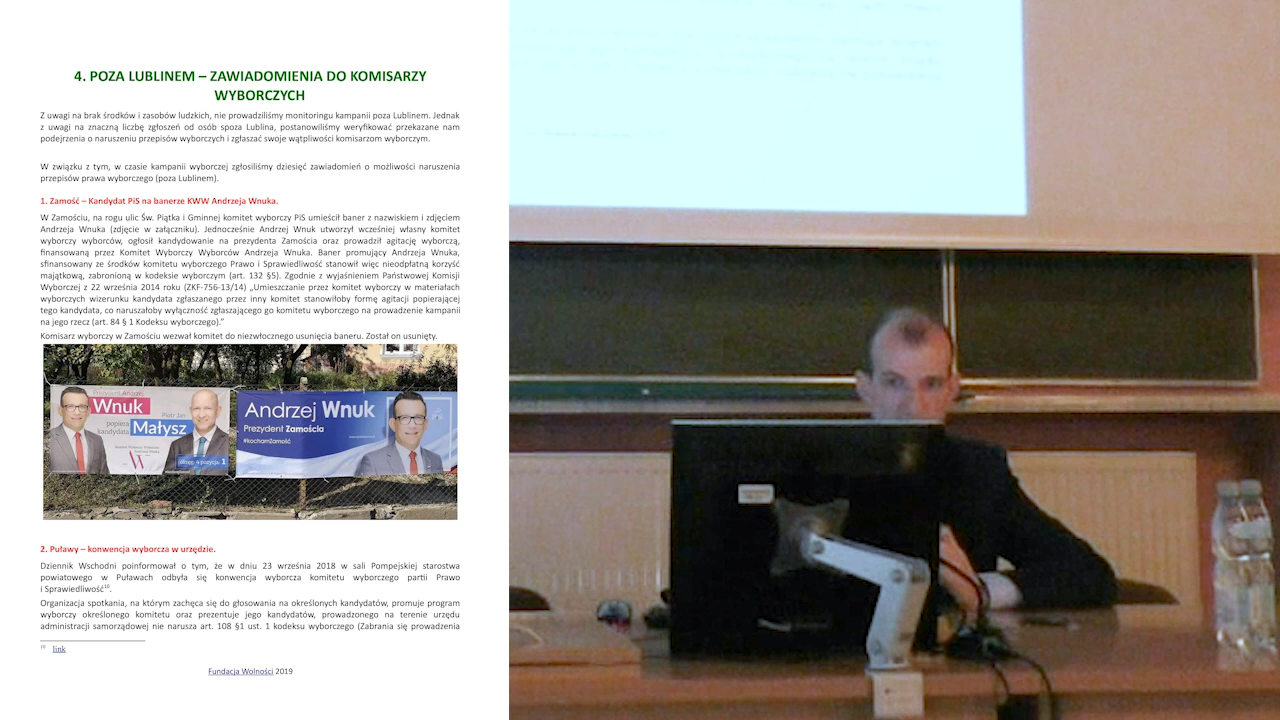 4. POZA LUBLINEM – ZAWIADOMIENIA DO KOMISARZY
WYBORCZYCH
Z uwagi na brak środków i zasobów ludzkich, nie prowadziliśmy monitoringu kampanii poza Lublinem. Jednak
z uwagi na znaczną liczbę zgłoszeń od osób spoza Lublina, postanowiliśmy weryfikować przekazane nam
podejrzenia o naruszeniu przepisów wyborczych i zgłaszać swoje wątpliwości komisarzom wyborczym.
W związku z tym, w czasie kampanii wyborczej zgłosiliśmy dziesięć zawiadomień o możliwości naruszenia
przepisów prawa wyborczego (poza Lublinem).
1. Zamość – Kandydat PiS na banerze KWW Andrzeja Wnuka.
W Zamościu, na rogu ulic Św. Piątka i Gminnej komitet wyborczy PiS umieścił baner z nazwiskiem i zdjęciem
Andrzeja Wnuka (zdjęcie w załączniku). Jednocześnie Andrzej Wnuk utworzył wcześniej własny komitet
wyborczy wyborców, ogłosił kandydowanie na prezydenta Zamościa oraz prowadził agitację wyborczą,
finansowaną przez Komitet Wyborczy Wyborców Andrzeja Wnuka. Baner promujący Andrzeja Wnuka,
sfinansowany ze środków komitetu wyborczego Prawo i Sprawiedliwość stanowił więc nieodpłatną korzyść
majątkową, zabronioną w kodeksie wyborczym (art. 132 §5). Zgodnie z wyjaśnieniem Państwowej Komisji
Wyborczej z 22 września 2014 roku (ZKF-756-13/14) „Umieszczanie przez komitet wyborczy w materiałach
wyborczych wizerunku kandydata zgłaszanego przez inny komitet stanowiłoby formę agitacji popierającej
tego kandydata, co naruszałoby wyłączność zgłaszającego go komitetu wyborczego na prowadzenie kampanii
na jego rzecz (art. 84 § 1 Kodeksu wyborczego).”
Komisarz wyborczy w Zamościu wezwał komitet do niezwłocznego usunięcia baneru. Został on usunięty.
Prezydent Andrzej
Wnuk
popiera
kandydata
Piotr Jan
Małysz
okręg 4 pozycja 1
Andrzej Wnuk
Prezydent Zamościa
#kochamZamość
2. Puławy – konwencja wyborcza w urzędzie.
Dziennik Wschodni poinformował o tym, że w dniu 23 września 2018 w sali Pompejskiej starostwa
powiatowego w Puławach odbyła się konwencja wyborcza komitetu wyborczego partii Prawo
i Sprawiedliwość10.
Organizacja spotkania, na którym zachęca się do głosowania na określonych kandydatów, promuje program
wyborczy określonego komitetu oraz prezentuje jego kandydatów, prowadzonego na terenie urzędu
administracji samorządowej nie narusza art. 108 §1 ust. 1 kodeksu wyborczego (Zabrania się prowadzenia
10 link
Fundacja Wolności 2019